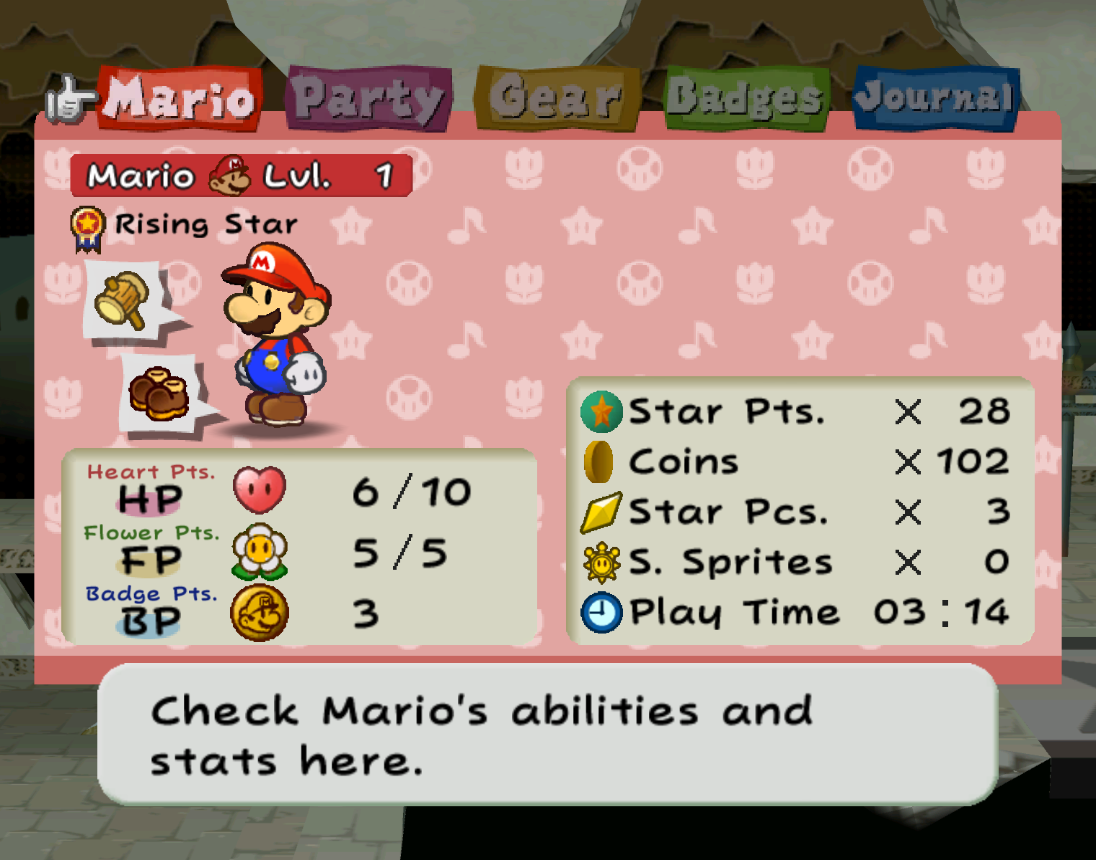 Mario Party Gear Badges Journal
Mario Lvl. 1
Rising Star
M
Heart Pts.
HP 6/10
Flower Pts.
FP 5/5
Badge Pts.
BP 3
Star Pts. × 28
Coins × 102
Star Pcs. × 3
S. Sprites × 0
Play Time 03:14
Check Mario's abilities and
stats here.